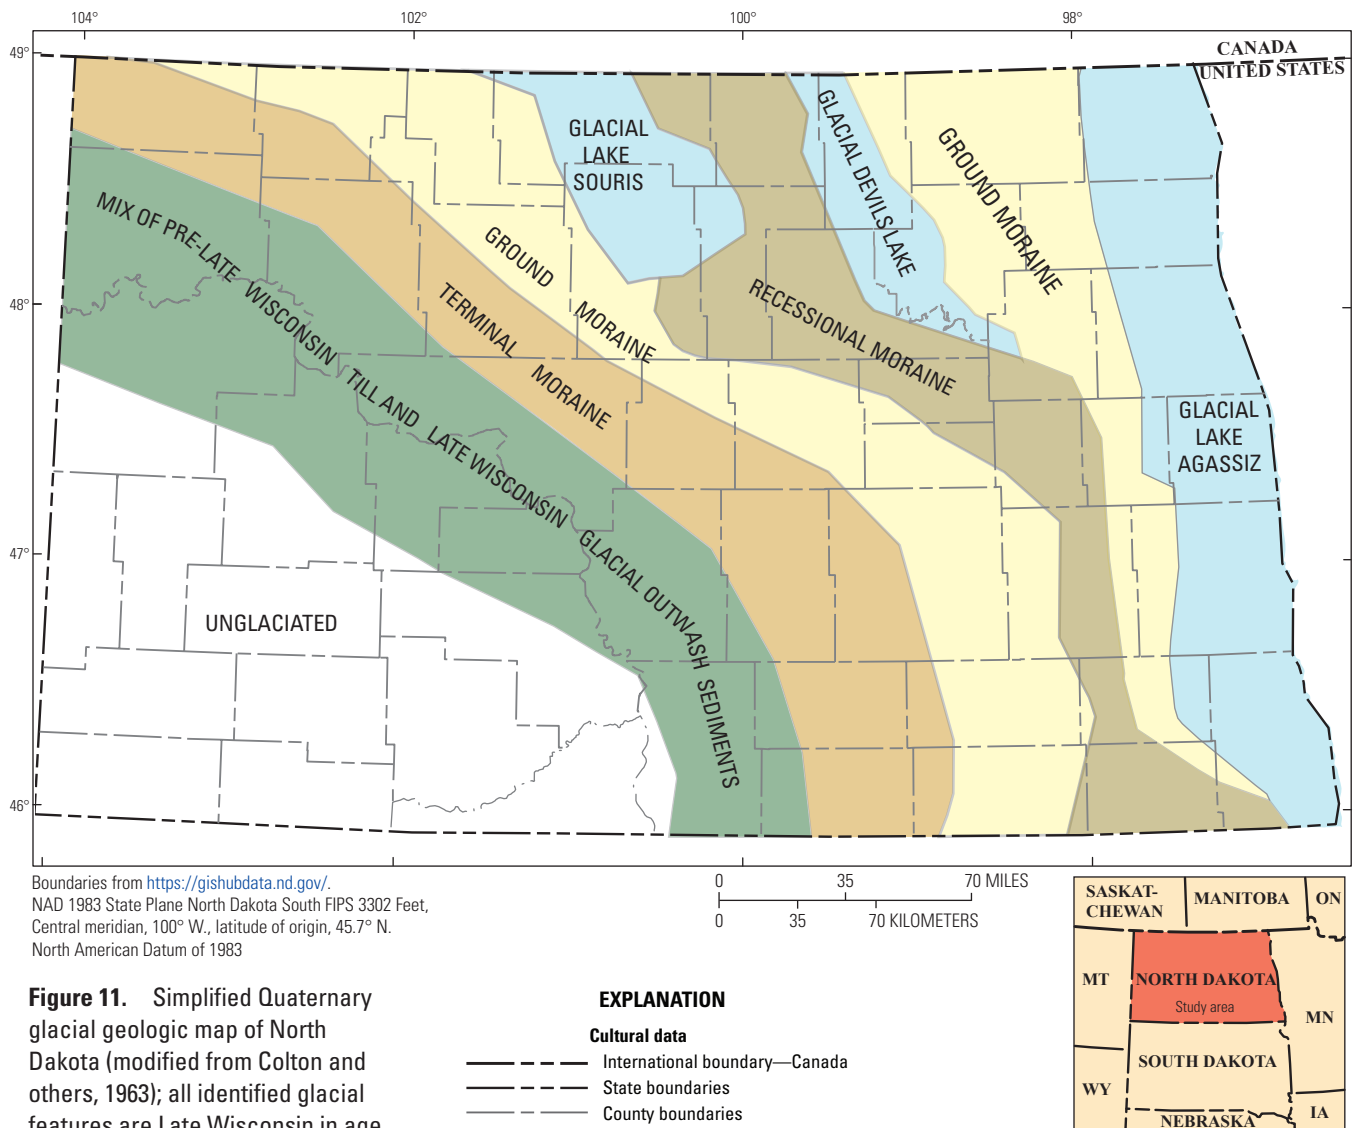 104°
102°
100°
98°
49°
48°
47°
46°
CANADA
UNITED STATES
GLACIAL
LAKE
SOURIS
GLACIAL DEVILS LAKE
GROUND MORAINE
MIX OF PRE-LATE WISCONSIN TILL AND LATE WISCONSIN GLACIAL OUTWASH SEDIMENTS
GROUND MORAINE
TERMINAL MORAINE
RECESSIONAL MORAINE
GLACIAL
LAKE
AGASSIZ
UNGLACIATED
Boundaries from https://gishubdata.nd.gov/.
NAD 1983 State Plane North Dakota South FIPS 3302 Feet,
Central meridian, 100° W., latitude of origin, 45.7° N.
North American Datum of 1983
0 35 70 MILES
0 35 70 KILOMETERS
Figure 11. Simplified Quaternary
glacial geologic map of North
Dakota (modified from Colton and
others, 1963); all identified glacial
features are Late Wisconsin in age
EXPLANATION
Cultural data
International boundary—Canada
State boundaries
County boundaries
SASKAT-
CHEWAN
MANITOBA
ON
MT
NORTH DAKOTA
Study area
MN
SOUTH DAKOTA
WY
NEBRASKA
IA